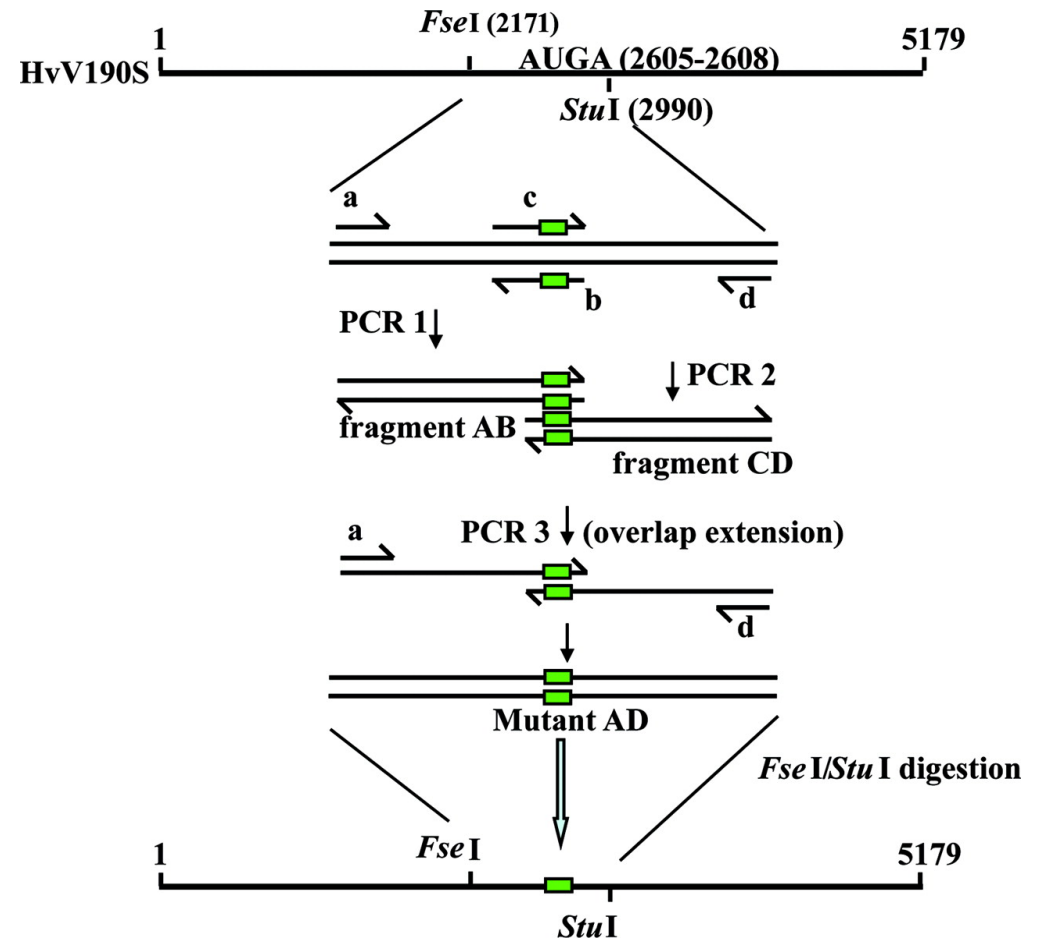 FseI (2171)
1
5179
HvV190S
AUGA (2605-2608)
StuI (2990)
a
c
b
d
PCR 1
PCR 2
fragment AB
fragment CD
a
PCR 3
(overlap extension)
d
Mutant AD
FseI/StuI digestion
FseI
1
5179
StuI